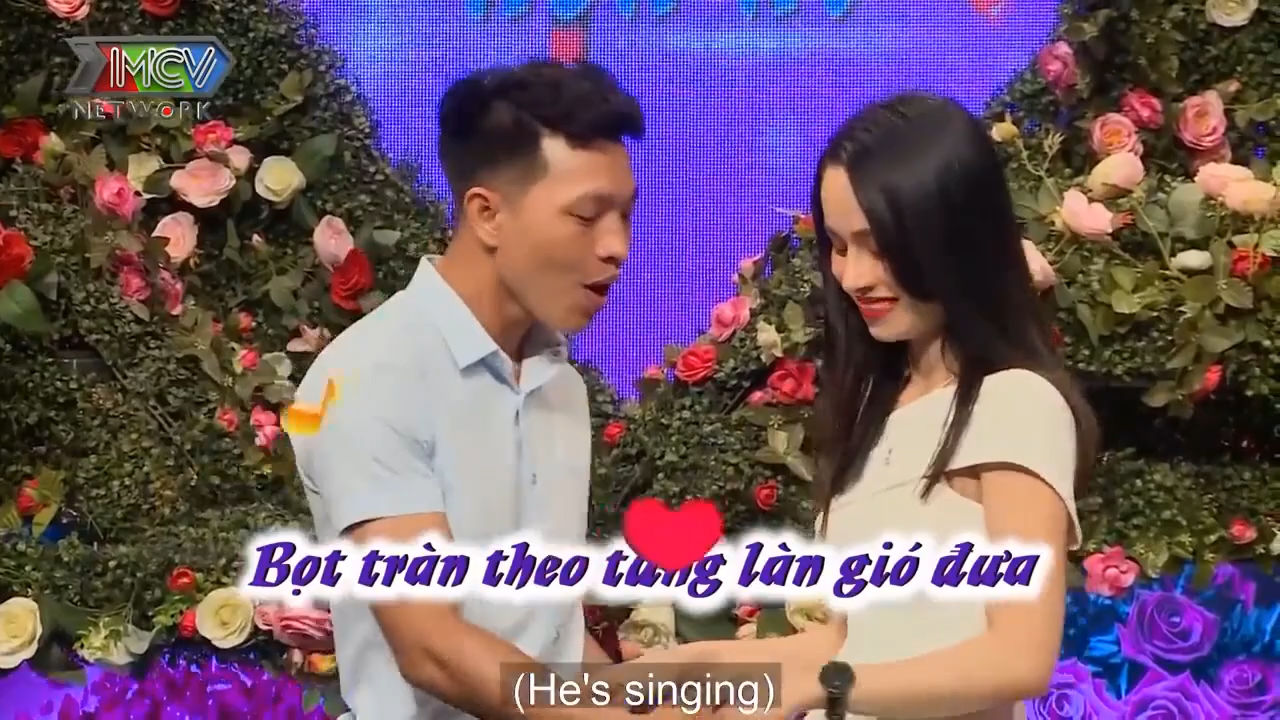 MCV
NETWORK
Bọt tràn theo từng làn gió đưa
(He's singing)